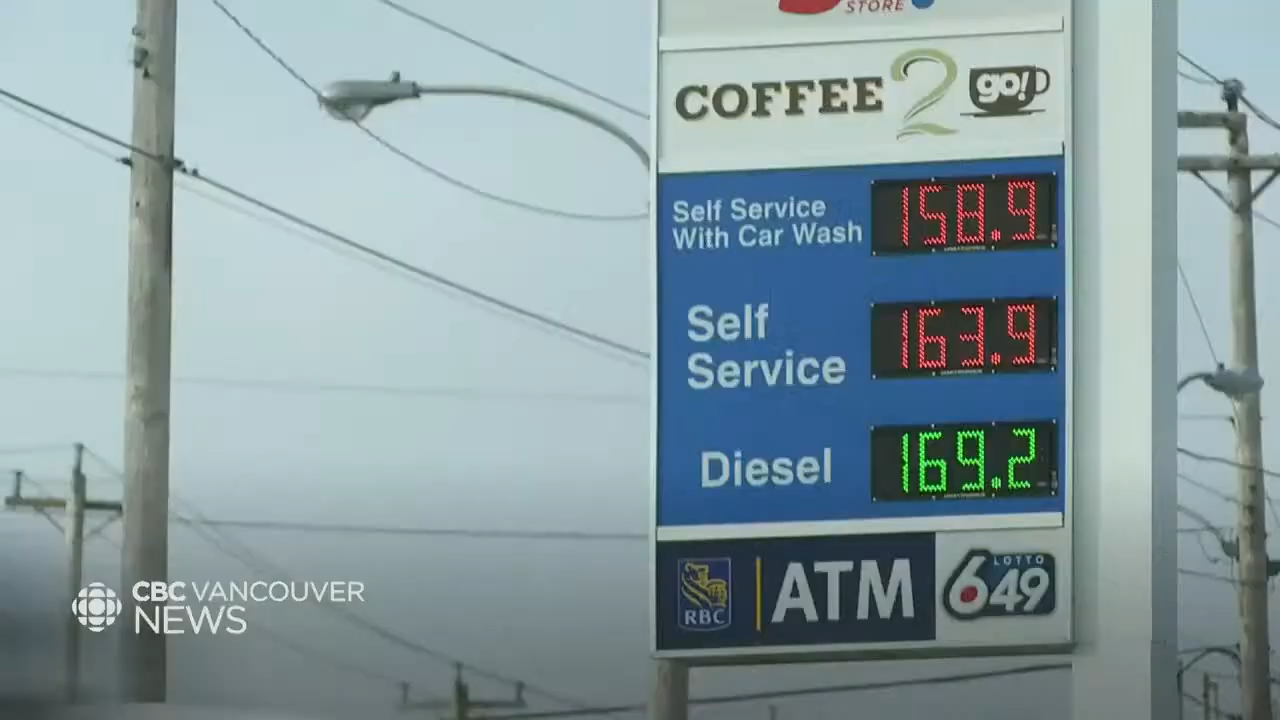 STORE
COFFEE 2 go!
Self Service
With Car Wash
158.9
Self
Service
163.9
Diesel
169.2
RBC
ATM
LOTTO
649
CBC VANCOUVER
NEWS